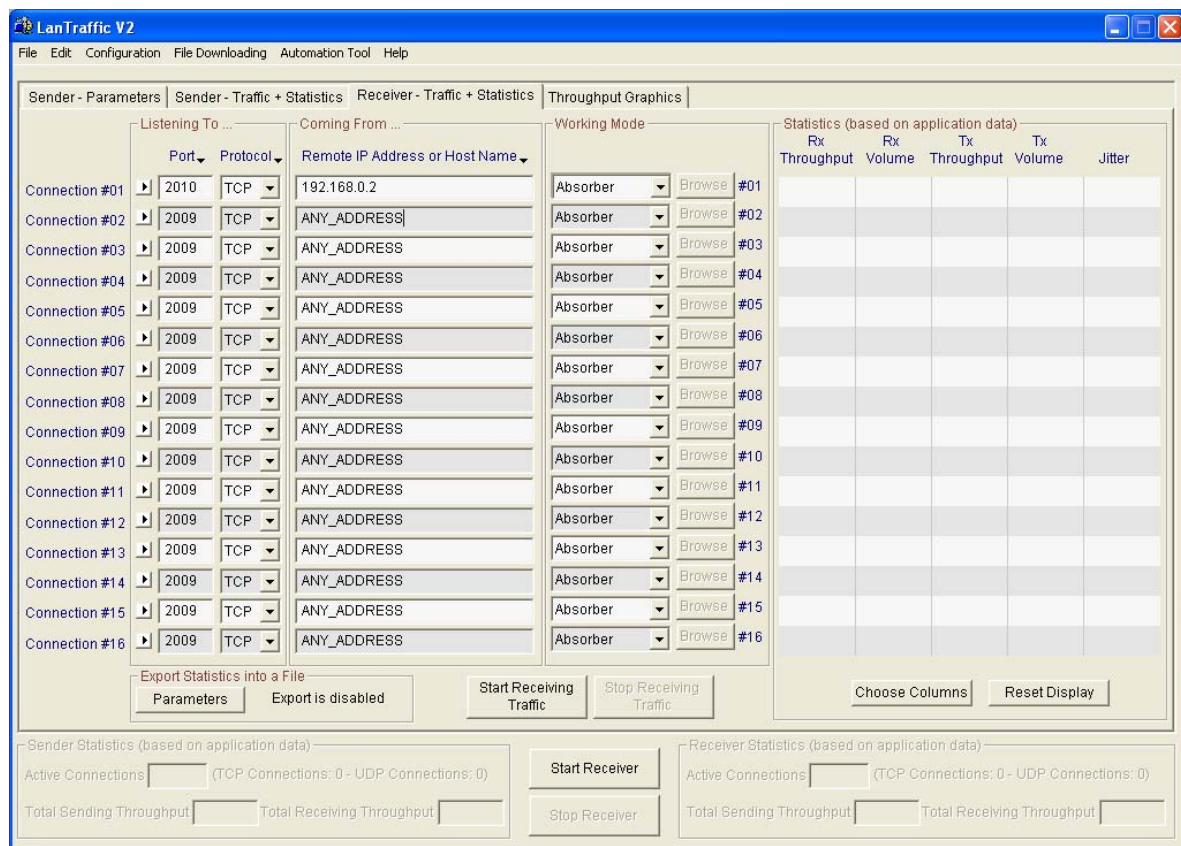 LanTraffic V2
File Edit Configuration File Downloading Automation Tool Help
Sender - Parameters Sender - Traffic + Statistics Receiver - Traffic + Statistics Throughput Graphics
Listening To ... Coming From ... Working Mode Statistics (based on application data)
Port Protocol Remote IP Address or Host Name Rx Throughput Rx Volume Tx Throughput Tx Volume Jitter
Connection #01 2010 TCP 192.168.0.2 Absorber Browse #01
Connection #02 2009 TCP ANY_ADDRESS Absorber Browse #02
Connection #03 2009 TCP ANY_ADDRESS Absorber Browse #03
Connection #04 2009 TCP ANY_ADDRESS Absorber Browse #04
Connection #05 2009 TCP ANY_ADDRESS Absorber Browse #05
Connection #06 2009 TCP ANY_ADDRESS Absorber Browse #06
Connection #07 2009 TCP ANY_ADDRESS Absorber Browse #07
Connection #08 2009 TCP ANY_ADDRESS Absorber Browse #08
Connection #09 2009 TCP ANY_ADDRESS Absorber Browse #09
Connection #10 2009 TCP ANY_ADDRESS Absorber Browse #10
Connection #11 2009 TCP ANY_ADDRESS Absorber Browse #11
Connection #12 2009 TCP ANY_ADDRESS Absorber Browse #12
Connection #13 2009 TCP ANY_ADDRESS Absorber Browse #13
Connection #14 2009 TCP ANY_ADDRESS Absorber Browse #14
Connection #15 2009 TCP ANY_ADDRESS Absorber Browse #15
Connection #16 2009 TCP ANY_ADDRESS Absorber Browse #16
Export Statistics into a File
Parameters Export is disabled
Start Receiving Traffic
Stop Receiving Traffic
Choose Columns Reset Display
Sender Statistics (based on application data)
Active Connections (TCP Connections: 0 - UDP Connections: 0)
Total Sending Throughput Total Receiving Throughput
Start Receiver
Stop Receiver
Receiver Statistics (based on application data)
Active Connections (TCP Connections: 0 - UDP Connections: 0)
Total Sending Throughput Total Receiving Throughput